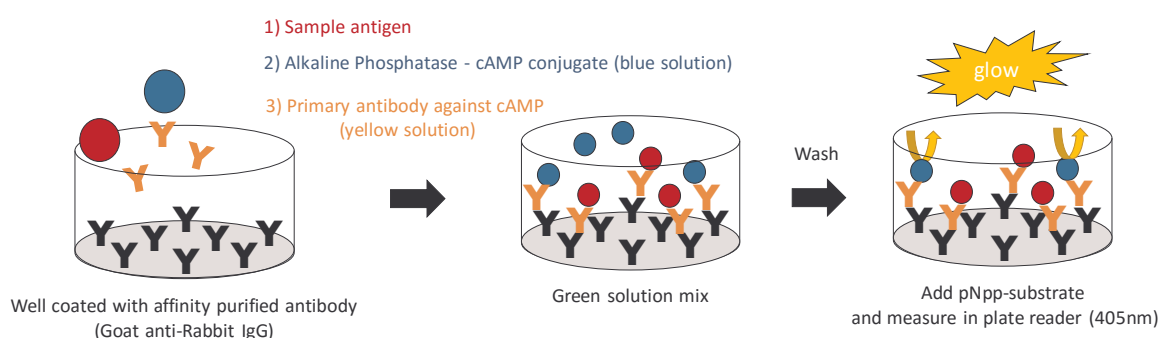 1) Sample antigen
2) Alkaline Phosphatase - cAMP conjugate (blue solution)
3) Primary antibody against cAMP
(yellow solution)
glow
Wash
Well coated with affinity purified antibody
(Goat anti-Rabbit IgG)
Green solution mix
Add pNpp-substrate
and measure in plate reader (405nm)